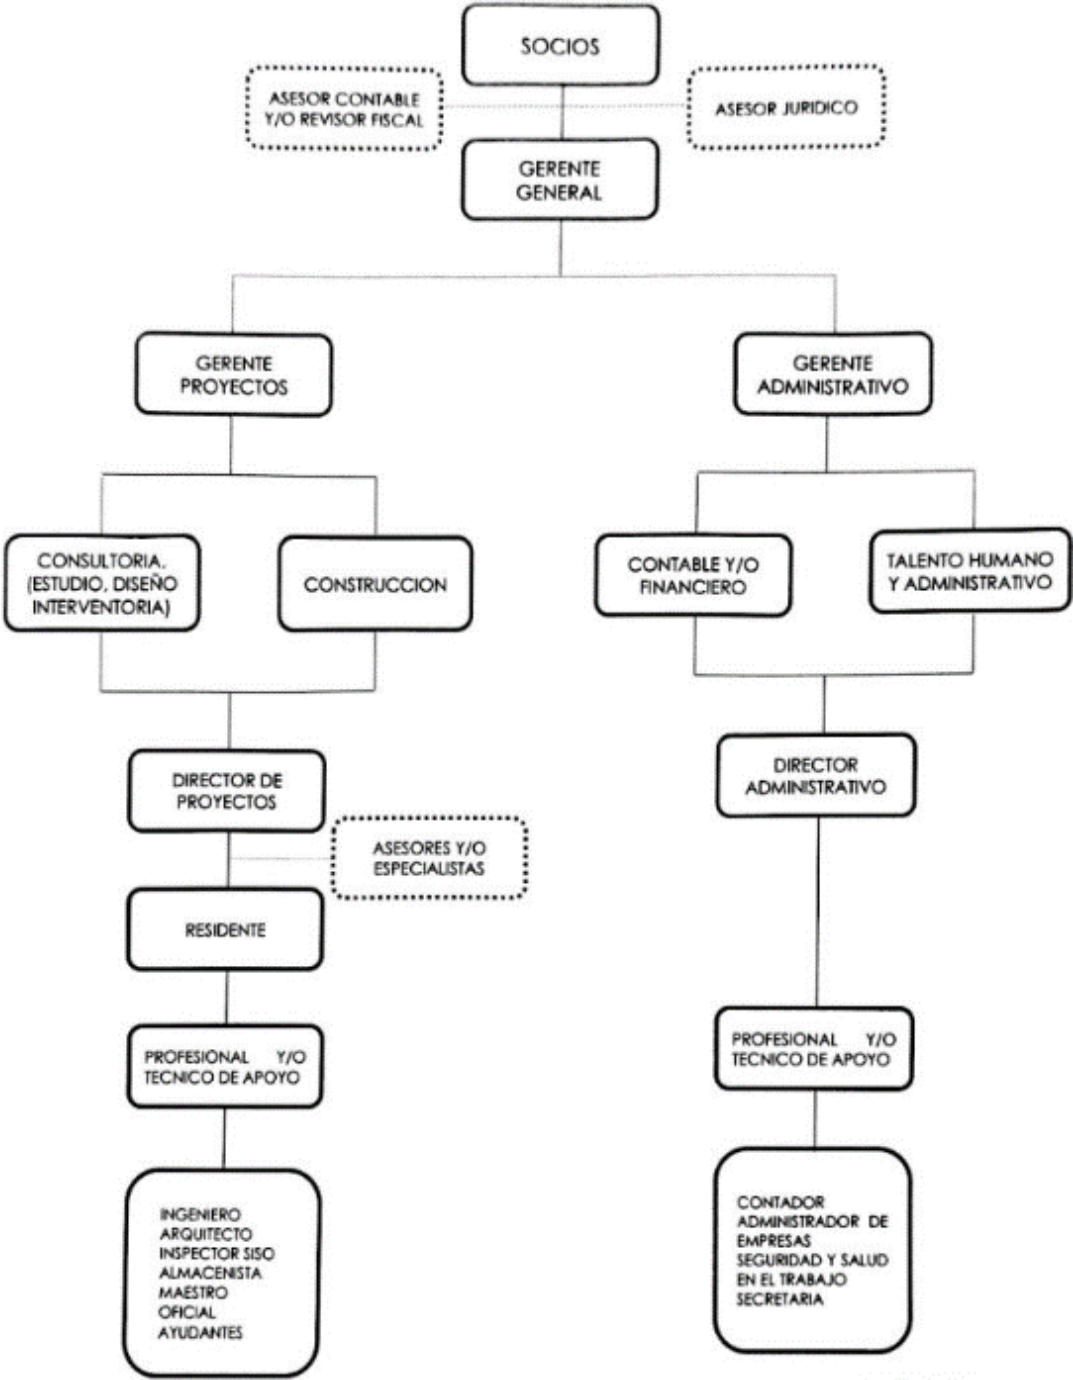 SOCIOS
ASESOR CONTABLE
Y/O REVISOR FISCAL
ASESOR JURIDICO
GERENTE
GENERAL
GERENTE
PROYECTOS
GERENTE
ADMINISTRATIVO
CONSULTORIA.
(ESTUDIO, DISEÑO
INTERVENTORIA)
CONSTRUCCION
CONTABLE Y/O
FINANCIERO
TALENTO HUMANO
Y ADMINISTRATIVO
DIRECTOR DE
PROYECTOS
DIRECTOR
ADMINISTRATIVO
ASESORES Y/O
ESPECIALISTAS
RESIDENTE
PROFESIONAL Y/O
TECNICO DE APOYO
PROFESIONAL Y/O
TECNICO DE APOYO
INGENIERO
ARQUITECTO
INSPECTOR SISO
ALMACENISTA
MAESTRO
OFICIAL
AYUDANTES
CONTADOR
ADMINISTRADOR DE
EMPRESAS
SEGURIDAD Y SALUD
EN EL TRABAJO
SECRETARIA